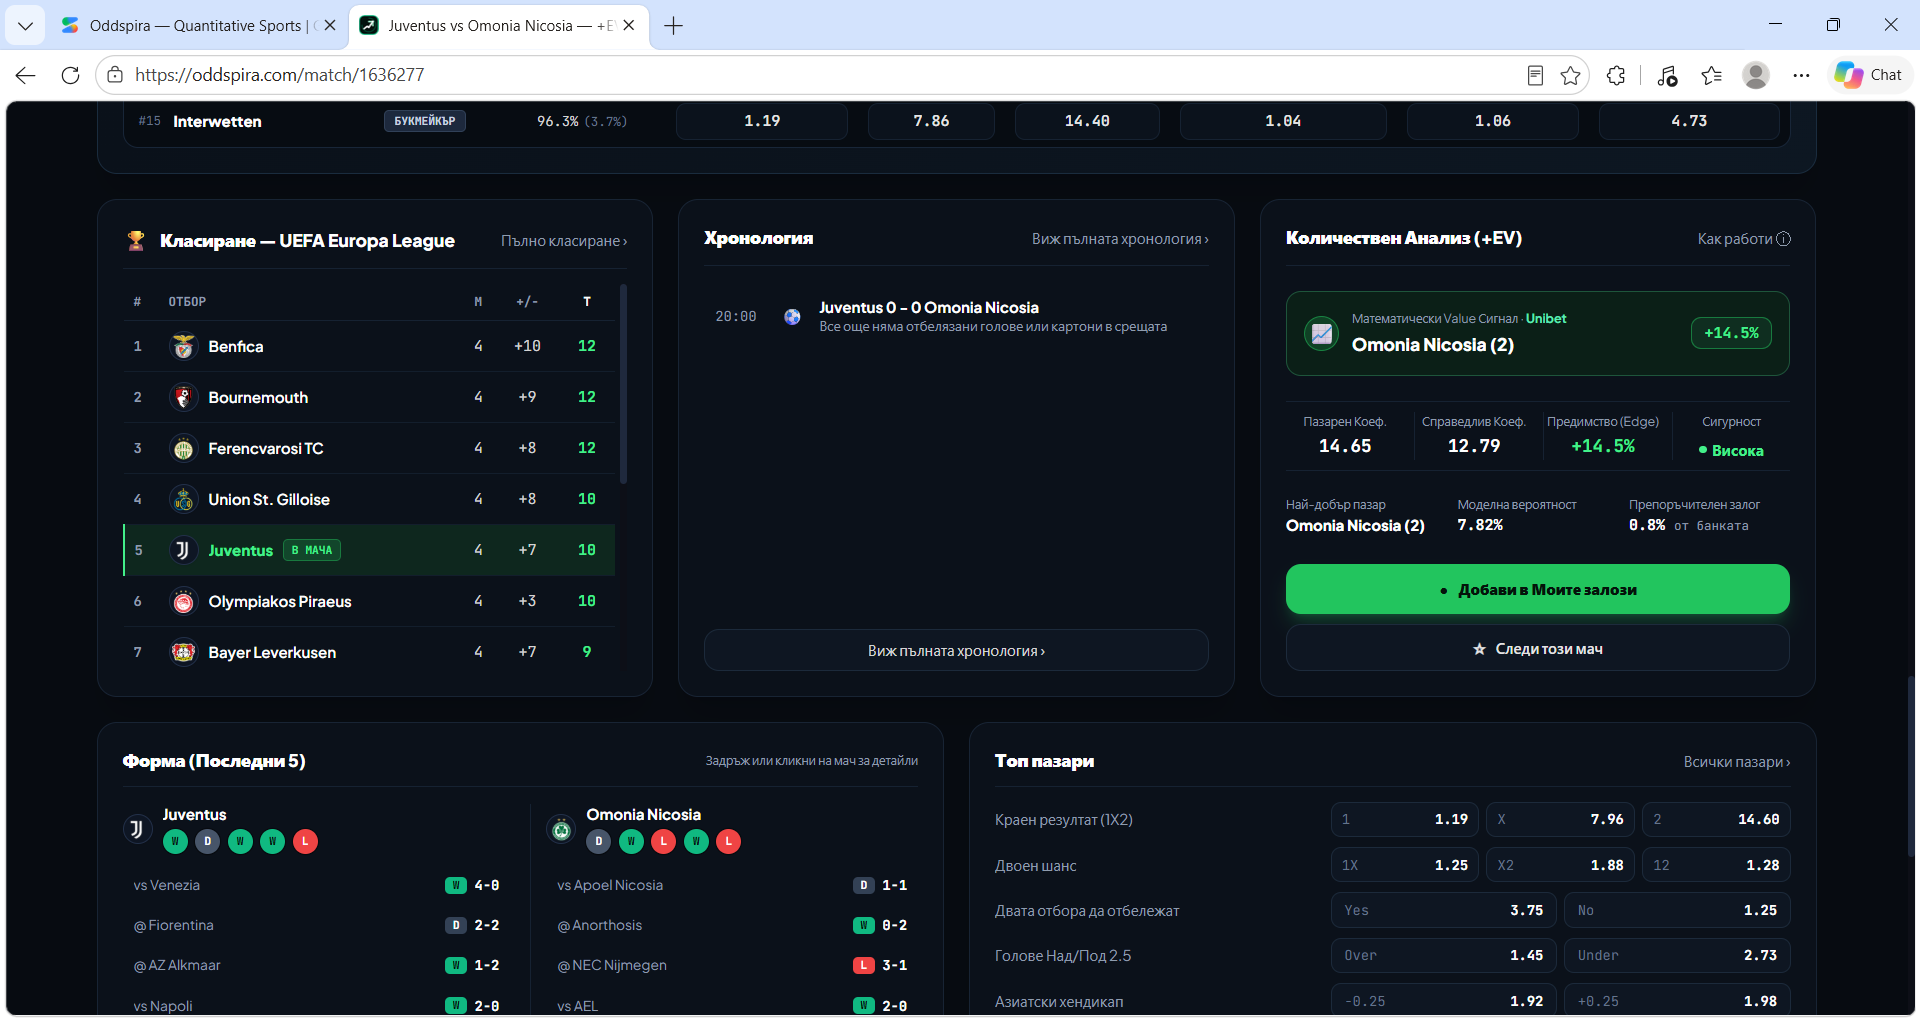 Oddspira — Quantitative Sports |
Juventus vs Omonia Nicosia — +E
https://oddspira.com/match/1636277
Chat
#15 Interwetten БУКМЕЙКЪР 96.3% (3.7%) 1.19 7.86 14.40 1.04 1.06 4.73
Класиране — UEFA Europa League
Пълно класиране ›
# ОТБОР М +/- Т
1 Benfica 4 +10 12
2 Bournemouth 4 +9 12
3 Ferencvarosi TC 4 +8 12
4 Union St. Gilloise 4 +8 10
5 Juventus В МАЧА 4 +7 10
6 Olympiakos Piraeus 4 +3 10
7 Bayer Leverkusen 4 +7 9
Хронология
Виж пълната хронология ›
20:00 Juventus 0 – 0 Omonia Nicosia
Все още няма отбелязани голове или картони в срещата
Виж пълната хронология ›
Количествен Анализ (+EV)
Как работи
Математически Value Сигнал · Unibet
Omonia Nicosia (2)
+14.5%
Пазарен Коеф. Справедлив Коеф. Предимство (Edge) Сигурност
14.65 12.79 +14.5% Висока
Най-добър пазар Моделна вероятност Препоръчителен залог
Omonia Nicosia (2) 7.82% 0.8% от банката
Добави в Моите залози
☆ Следи този мач
Форма (Последни 5)
Задръж или кликни на мач за детайли
Juventus
W D W W L
vs Venezia W 4-0
@ Fiorentina D 2-2
@ AZ Alkmaar W 1-2
vs Napoli W 2-0
Omonia Nicosia
D W L W L
vs Apoel Nicosia D 1-1
@ Anorthosis W 0-2
@ NEC Nijmegen L 3-1
vs AEL W 2-0
Топ пазари
Всички пазари ›
Краен резултат (1X2) 1 1.19 X 7.96 2 14.60
Двоен шанс 1X 1.25 X2 1.88 12 1.28
Двата отбора да отбележат Yes 3.75 No 1.25
Голове Над/Под 2.5 Over 1.45 Under 2.73
Азиатски хендикап -0.25 1.92 +0.25 1.98